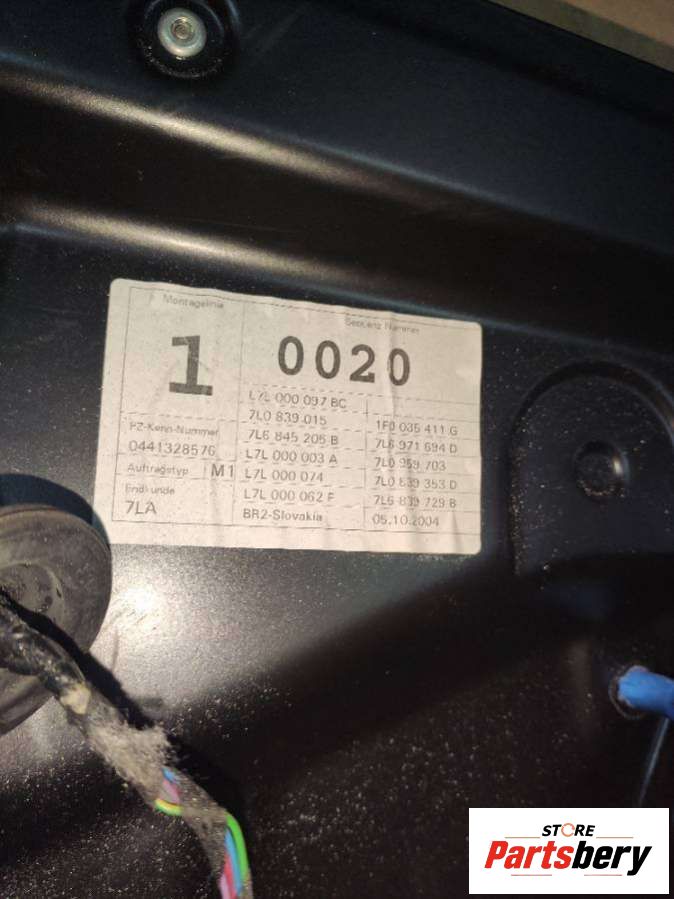 Montagelinie
Sequenz Nummer
1
0020
L7L 000 097 BC
7L0 839 015
1F0 035 411 G
PZ-Kenn-Nummer
7L6 845 205 B
7L6 971 694 D
0441328576
L7L 000 003 A
7L0 959 703
Auftragstyp M1
L7L 000 074
7L0 839 353 D
Endkunde
L7L 000 062 F
7L6 839 729 B
7LA
BR2-Slovakia
05.10.2004
STORE
Partsbery